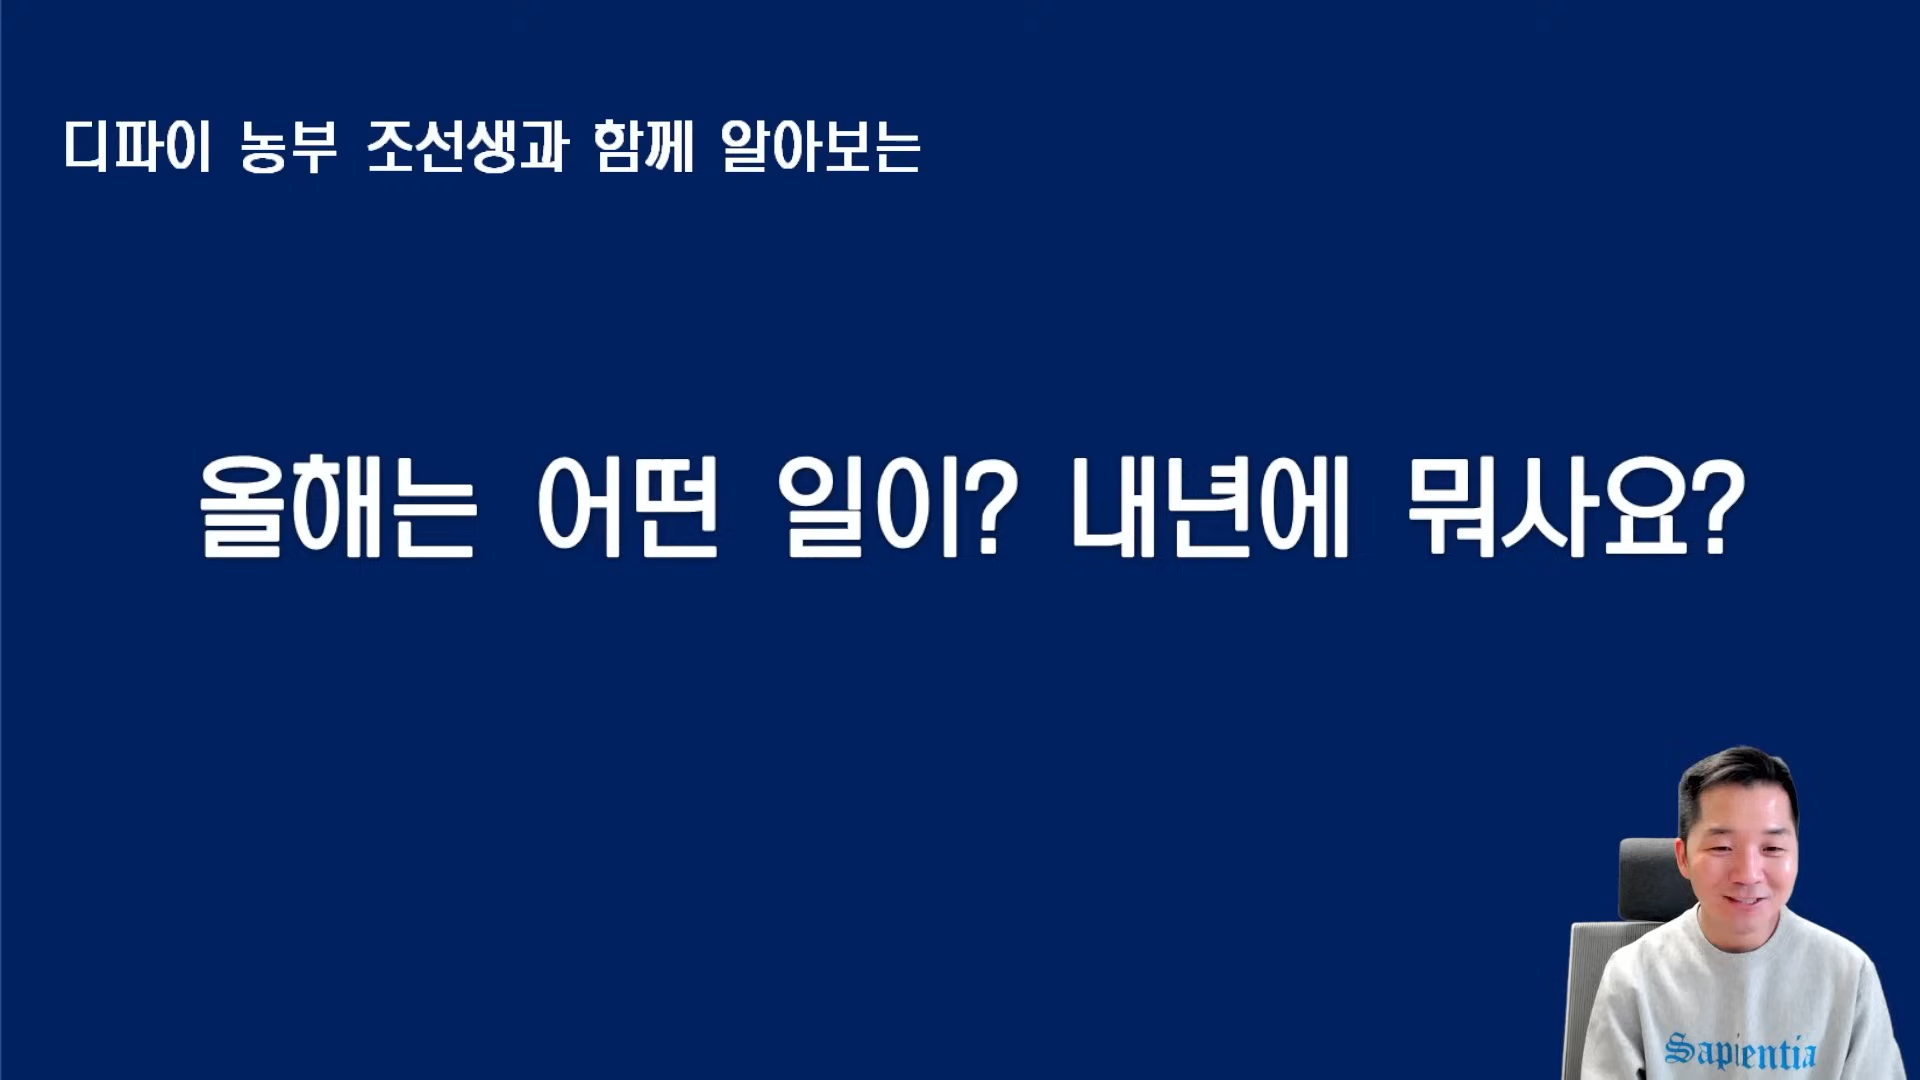 디파이 농부 조선생과 함께 알아보는
올해는 어떤 일이? 내년에 뭐사요?
Sapientia